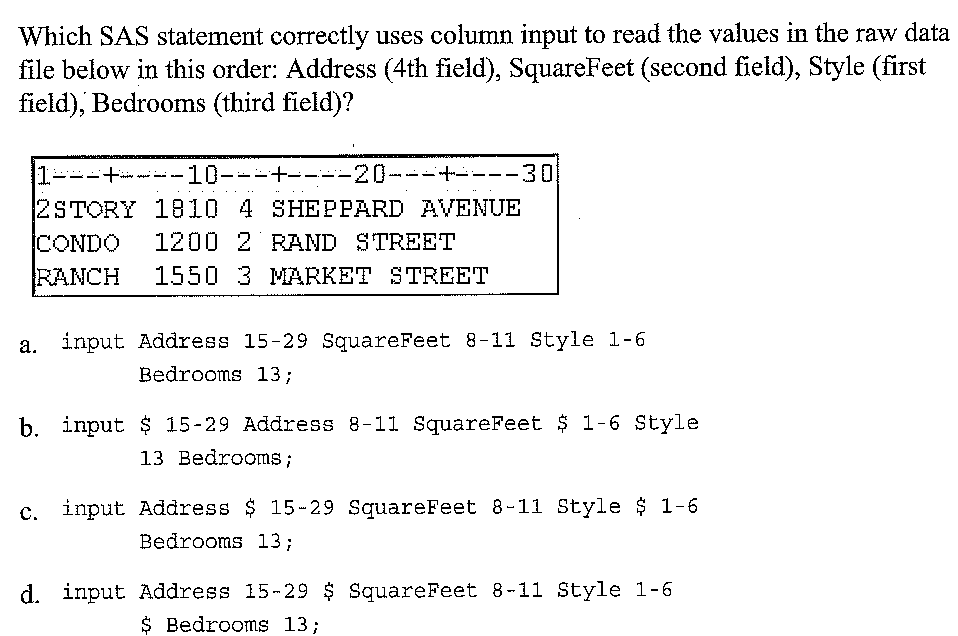 Which SAS statement correctly uses column input to read the values in the raw data
file below in this order: Address (4th field), SquareFeet (second field), Style (first
field), Bedrooms (third field)?
1---+----10---+----20---+----30
2STORY 1810 4 SHEPPARD AVENUE
CONDO  1200 2 RAND STREET
RANCH  1550 3 MARKET STREET
a. input Address 15-29 SquareFeet 8-11 Style 1-6
Bedrooms 13;
b. input $ 15-29 Address 8-11 SquareFeet $ 1-6 Style
13 Bedrooms;
c. input Address $ 15-29 SquareFeet 8-11 Style $ 1-6
Bedrooms 13;
d. input Address 15-29 $ SquareFeet 8-11 Style 1-6
$ Bedrooms 13;